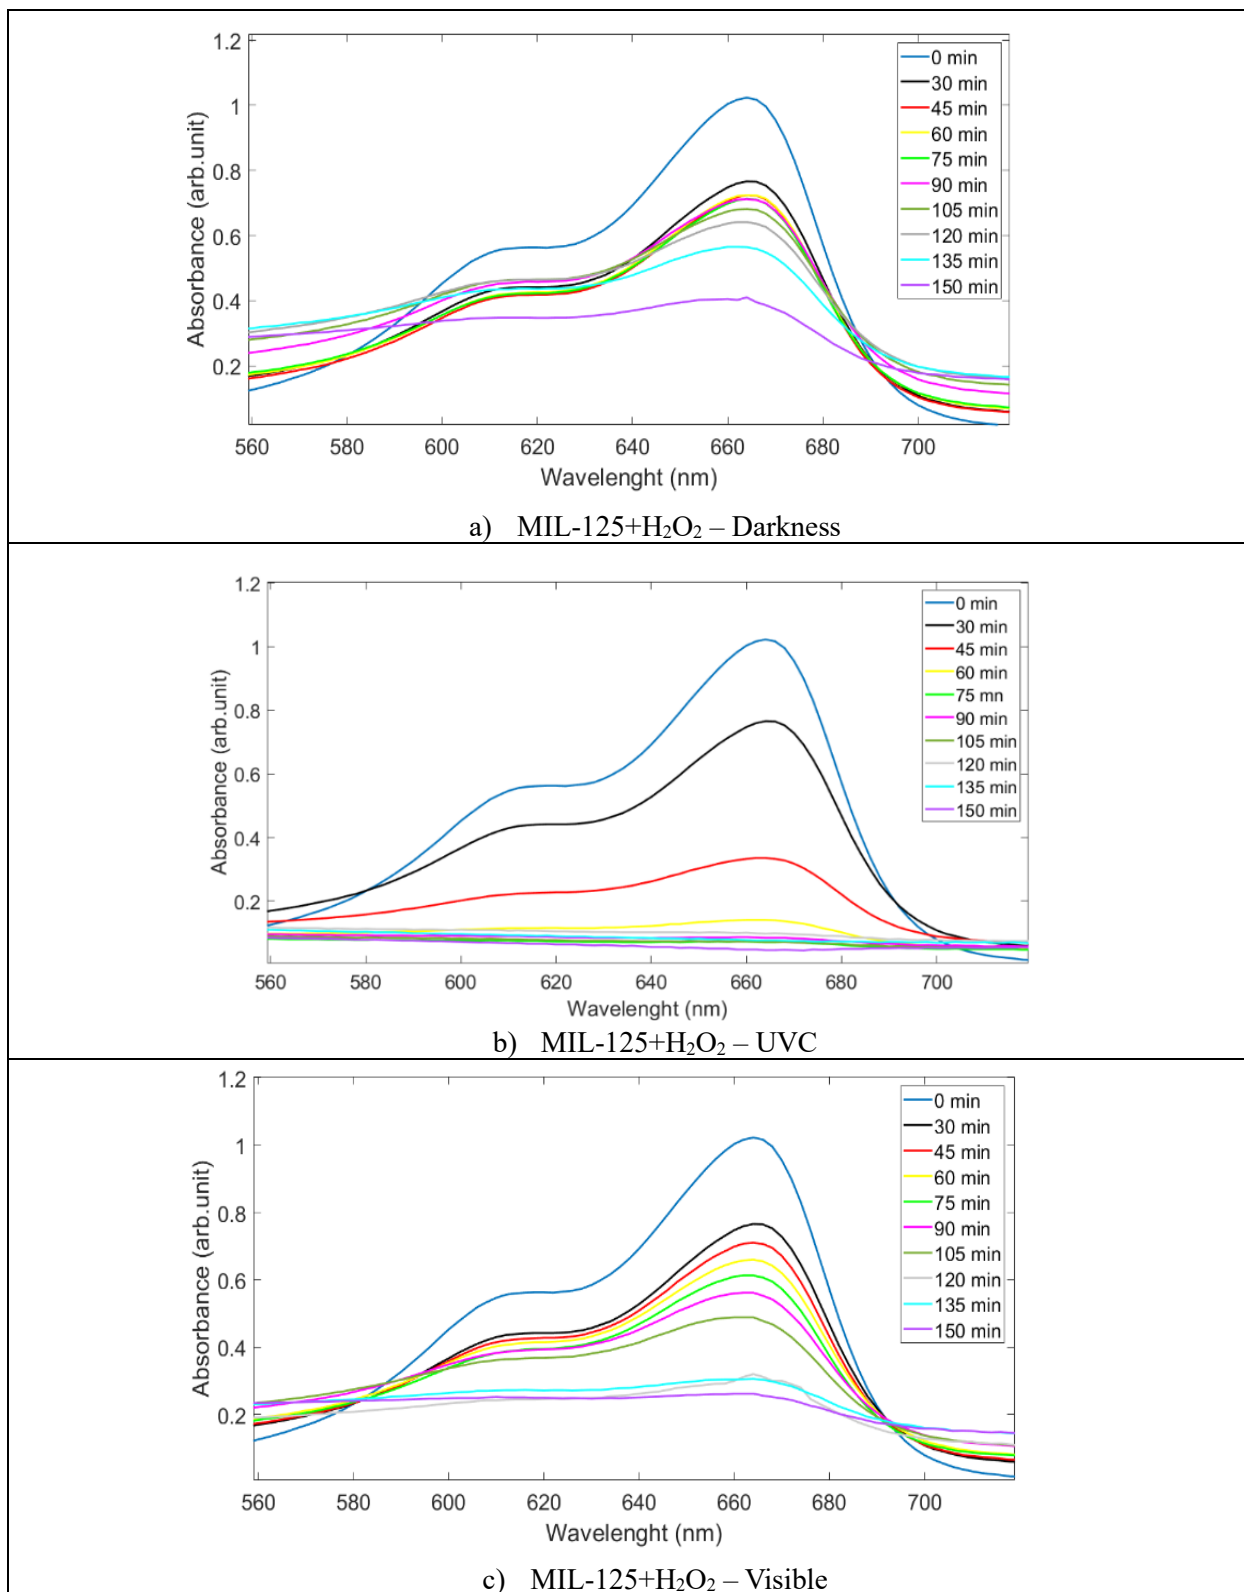 1.2
1
0.8
0.6
0.4
0.2
Absorbance (arb.unit)
0 min
30 min
45 min
60 min
75 min
90 min
105 min
120 min
135 min
150 min
560 580 600 620 640 660 680 700
Wavelenght (nm)
a) MIL-125+H₂O₂ – Darkness
1.2
1
0.8
0.6
0.4
0.2
Absorbance (arb.unit)
0 min
30 min
45 min
60 min
75 mn
90 min
105 min
120 min
135 min
150 min
560 580 600 620 640 660 680 700
Wavelenght (nm)
b) MIL-125+H₂O₂ – UVC
1.2
1
0.8
0.6
0.4
0.2
Absorbance (arb.unit)
0 min
30 min
45 min
60 min
75 min
90 min
105 min
120 min
135 min
150 min
560 580 600 620 640 660 680 700
Wavelenght (nm)
c) MIL-125+H₂O₂ – Visible